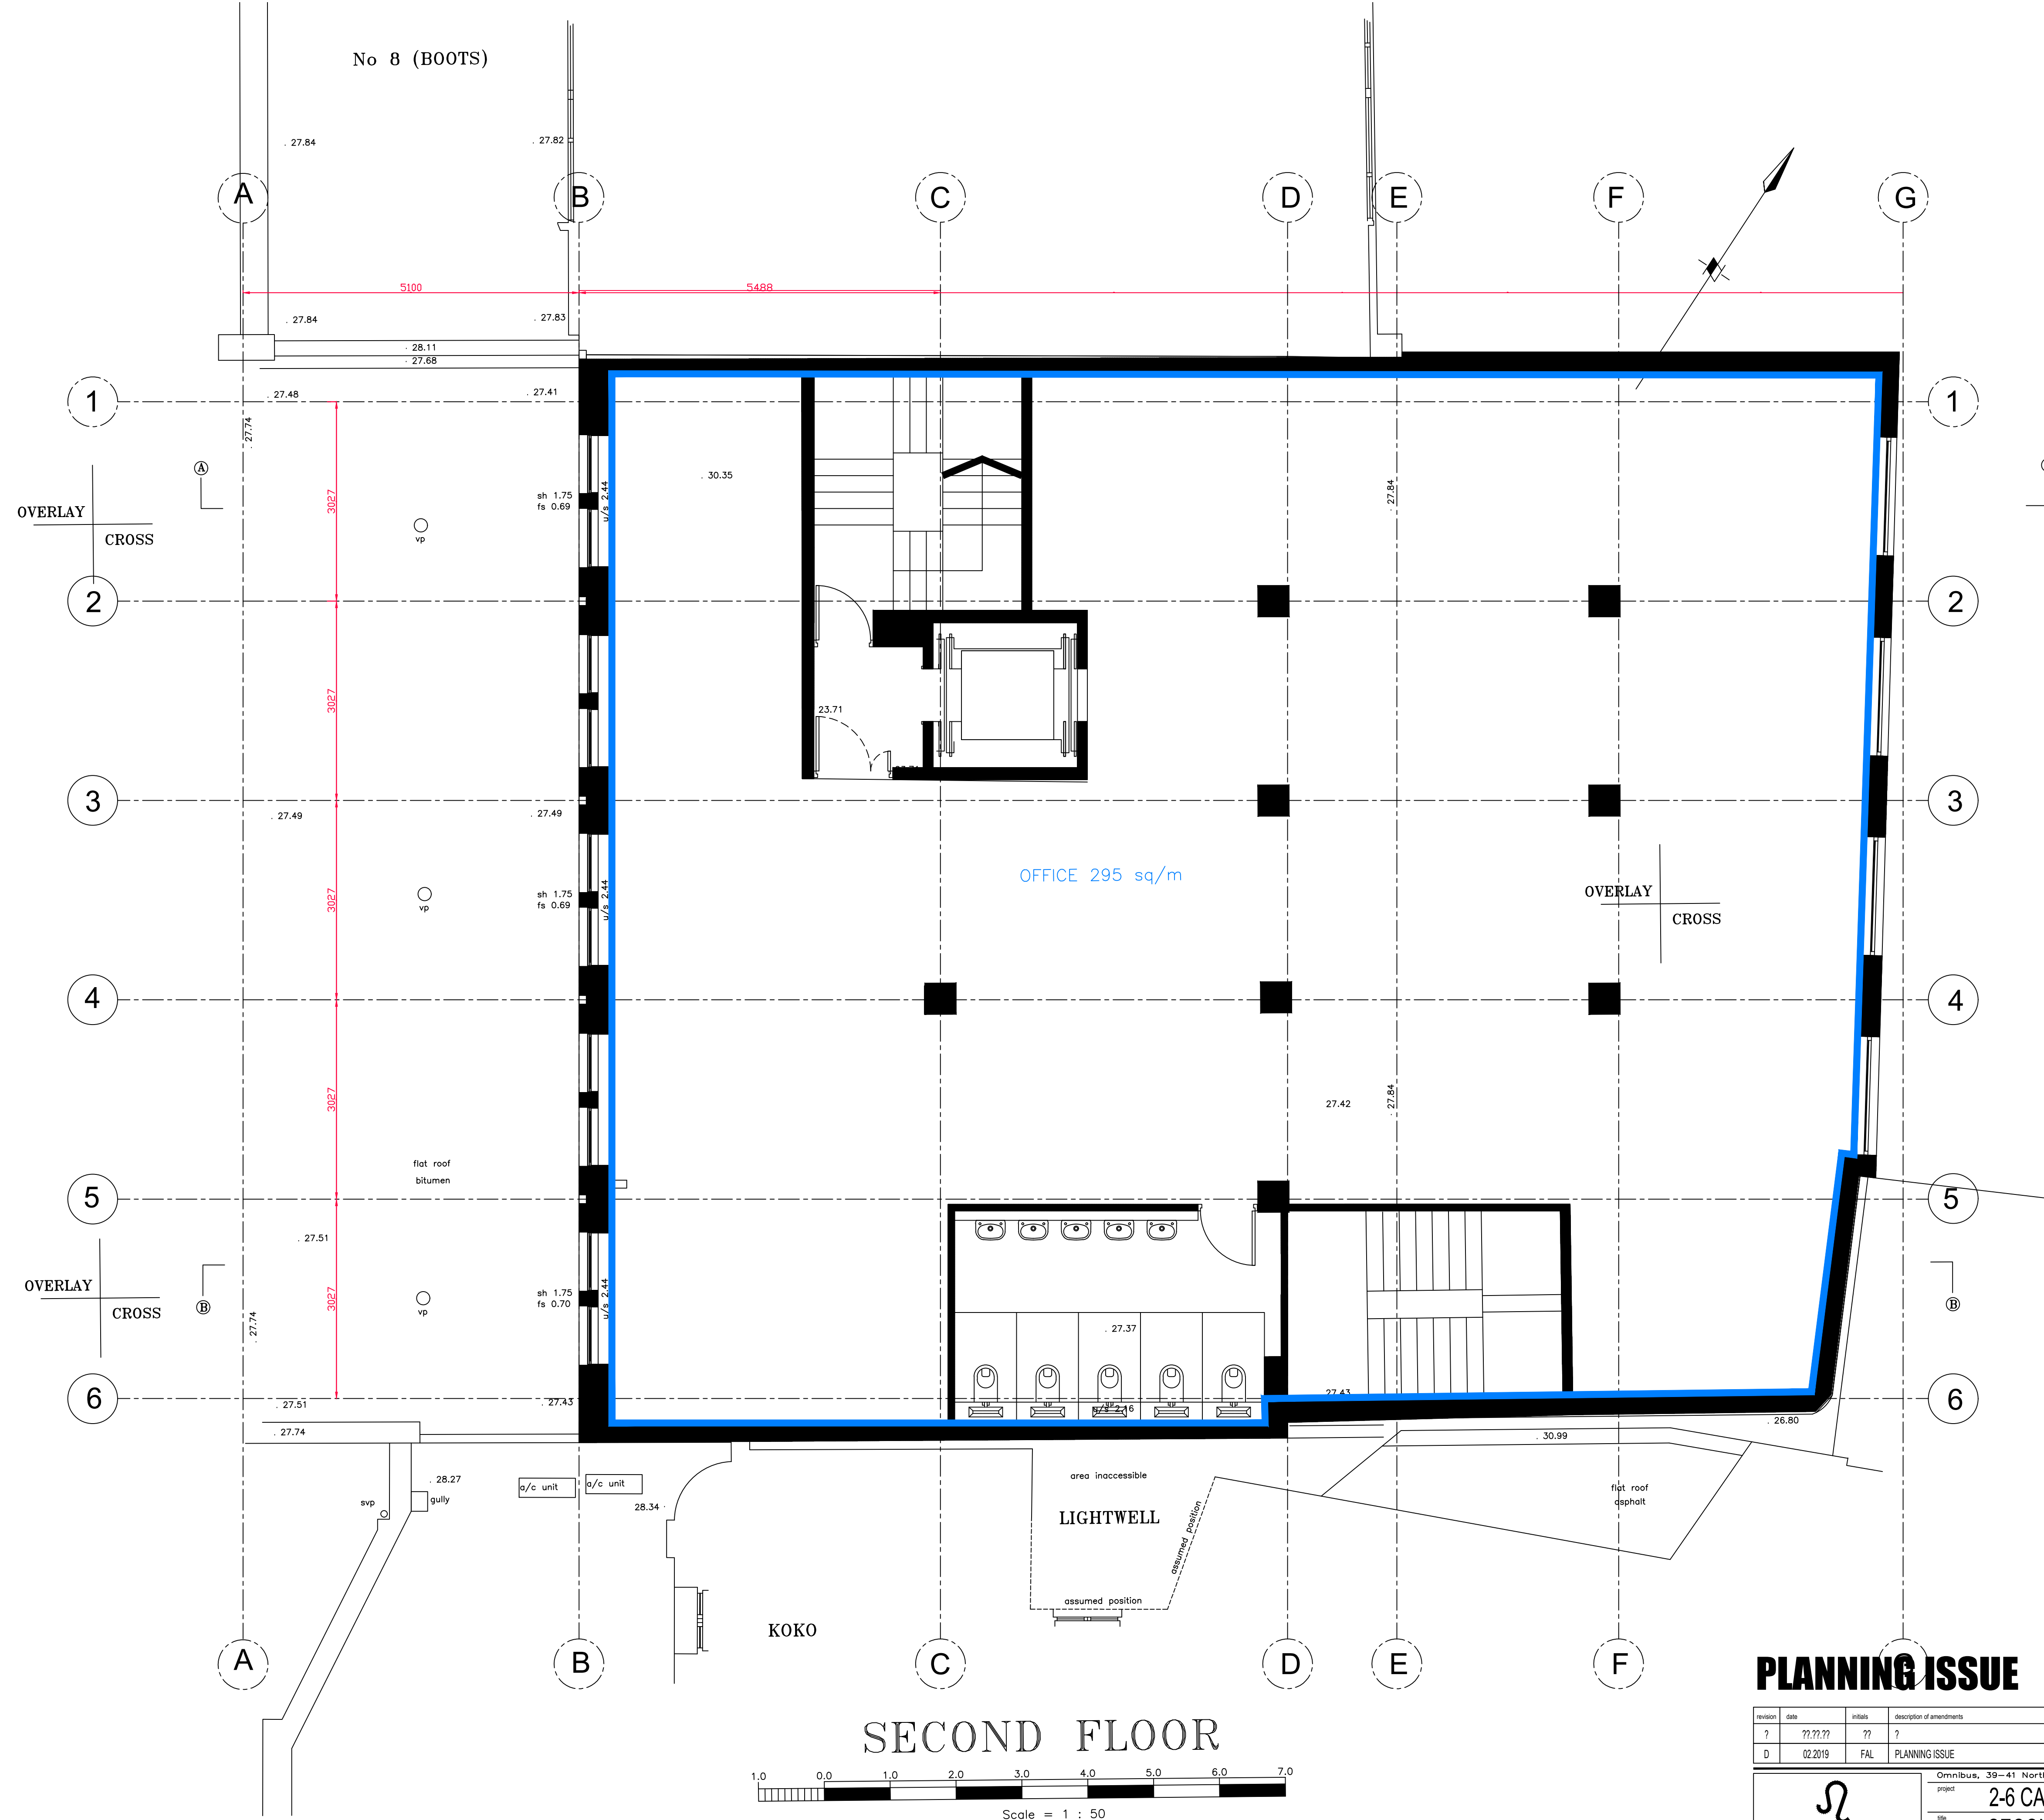 No 8 (BOOTS)
. 27.84
. 27.82
A
B
C
D
E
F
G
5100
5488
. 27.84
. 27.83
. 28.11
. 27.68
1
. 27.48
. 27.41
1
. 27.74
A
OVERLAY
CROSS
3027
vp
sh 1.75
fs 0.69
u/s 2.44
. 30.35
. 27.84
2
2
3027
23.71
3
3
. 27.49
. 27.49
3027
vp
sh 1.75
fs 0.69
u/s 2.44
OFFICE 295 sq/m
OVERLAY
CROSS
4
4
3027
27.42
. 27.84
flat roof
bitumen
5
5
. 27.51
OVERLAY
CROSS
B
. 27.74
3027
vp
sh 1.75
fs 0.70
u/s 2.44
. 27.37
B
6
. 27.51
. 27.43
u/s 2.16
27.43
6
. 27.74
. 26.80
. 30.99
. 28.27
svp
gully
a/c unit
a/c unit
28.34 .
area inaccessible
LIGHTWELL
assumed position
assumed position
flat roof
asphalt
KOKO
A
B
C
D
E
F
G
PLANNING ISSUE
SECOND FLOOR
1.0 0.0 1.0 2.0 3.0 4.0 5.0 6.0 7.0
Scale = 1 : 50
revision date initials description of amendments
? ??.??.?? ?? ?
D 02.2019 FAL PLANNING ISSUE
Omnibus, 39-41 North
project
2-6 CA
title